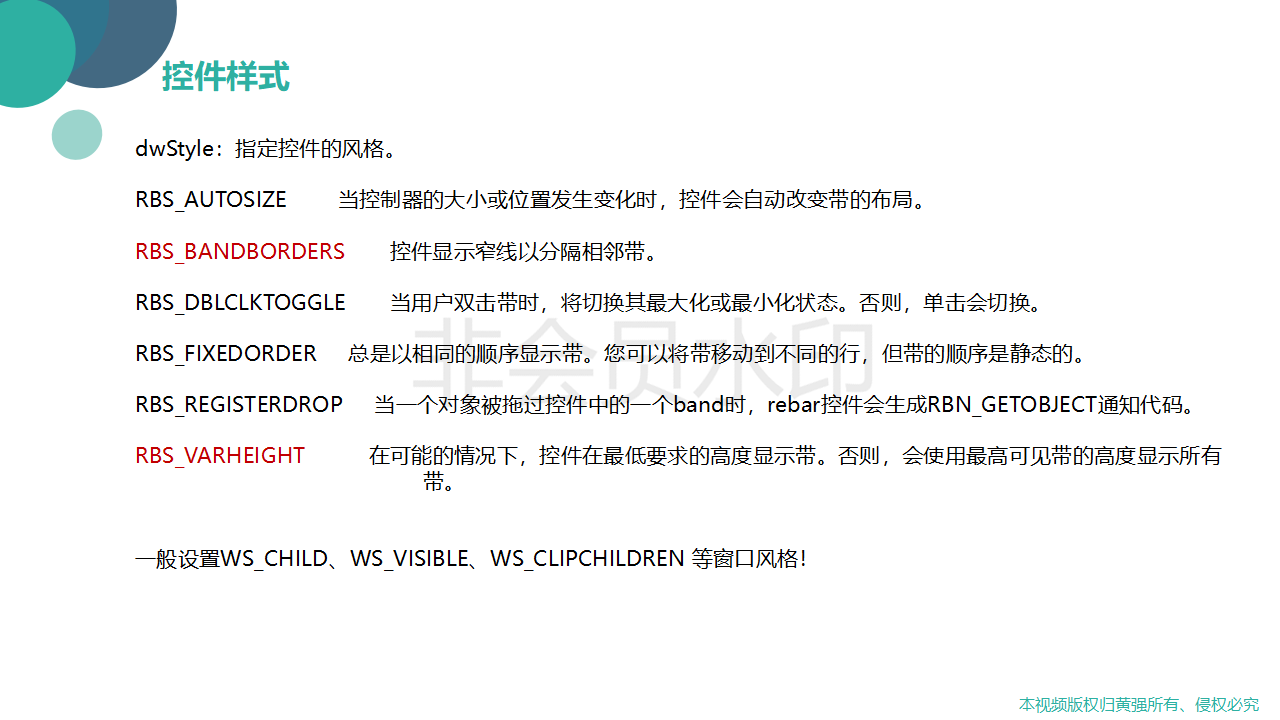 控件样式
dwStyle：指定控件的风格。
RBS_AUTOSIZE 当控制器的大小或位置发生变化时，控件会自动改变带的布局。
RBS_BANDBORDERS 控件显示窄线以分隔相邻带。
RBS_DBLCLKTOGGLE 当用户双击带时，将切换其最大化或最小化状态。否则，单击会切换。
非会员水印
RBS_FIXEDORDER 总是以相同的顺序显示带。您可以将带移动到不同的行，但带的顺序是静态的。
RBS_REGISTERDROP 当一个对象被拖过控件中的一个band时，rebar控件会生成RBN_GETOBJECT通知代码。
RBS_VARHEIGHT 在可能的情况下，控件在最低要求的高度显示带。否则，会使用最高可见带的高度显示所有
带。
一般设置WS_CHILD、WS_VISIBLE、WS_CLIPCHILDREN 等窗口风格！
本视频版权归黄强所有、侵权必究